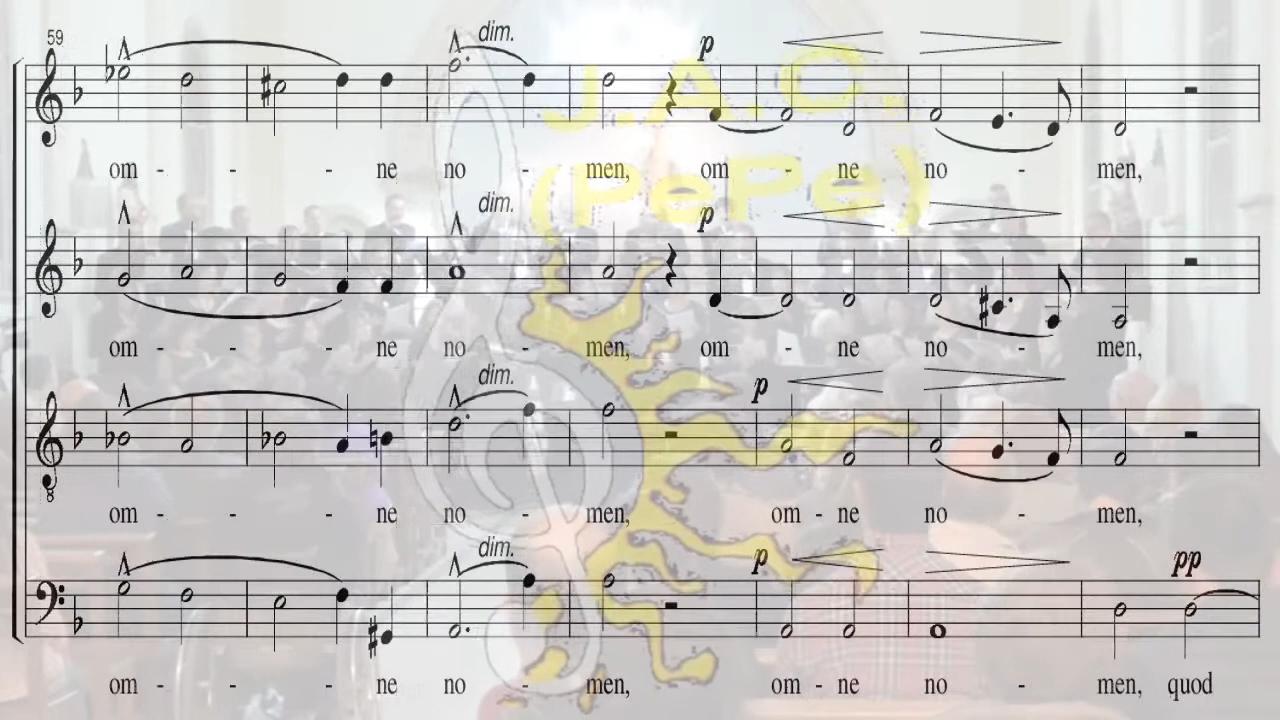 59
dim.
p
J.A.C.
om - - - ne no - men, om - ne no - men,
(PePe)
dim.
p
om - - - ne no - men, om - ne no - men,
dim.
p
8
om - - - ne no - men, om - ne no - men,
dim.
p
pp
om - - - ne no - men, om - ne no - men, quod